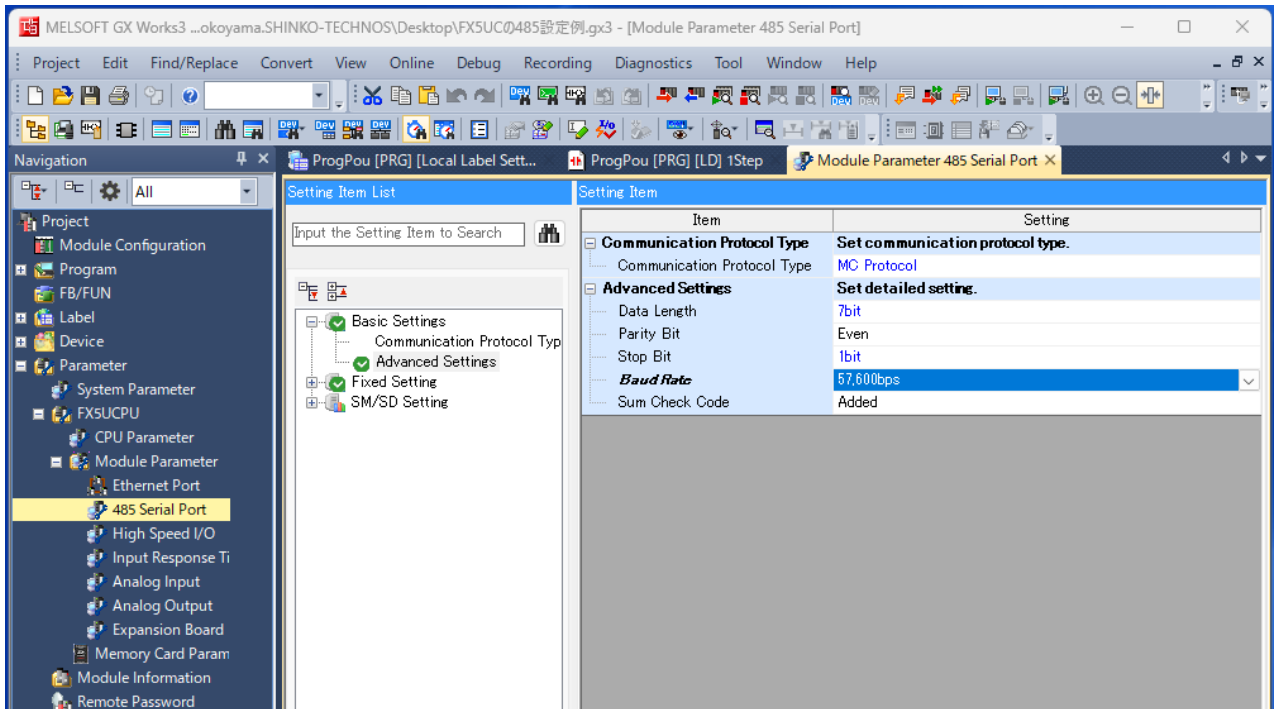 MELSOFT GX Works3 ...okoyama.SHINKO-TECHNOS\Desktop\FX5UCの485設定例.gx3 - [Module Parameter 485 Serial Port]
Project Edit Find/Replace Convert View Online Debug Recording Diagnostics Tool Window Help
Navigation
ProgPou [PRG] [Local Label Sett...
ProgPou [PRG] [LD] 1Step
Module Parameter 485 Serial Port
All
Project
Module Configuration
Program
FB/FUN
Label
Device
Parameter
System Parameter
FX5UCPU
CPU Parameter
Module Parameter
Ethernet Port
485 Serial Port
High Speed I/O
Input Response Ti
Analog Input
Analog Output
Expansion Board
Memory Card Param
Module Information
Remote Password
Setting Item List
Input the Setting Item to Search
Basic Settings
Communication Protocol Typ
Advanced Settings
Fixed Setting
SM/SD Setting
Setting Item
Item Setting
Communication Protocol Type Set communication protocol type.
Communication Protocol Type MC Protocol
Advanced Settings Set detailed setting.
Data Length 7bit
Parity Bit Even
Stop Bit 1bit
Baud Rate 57,600bps
Sum Check Code Added